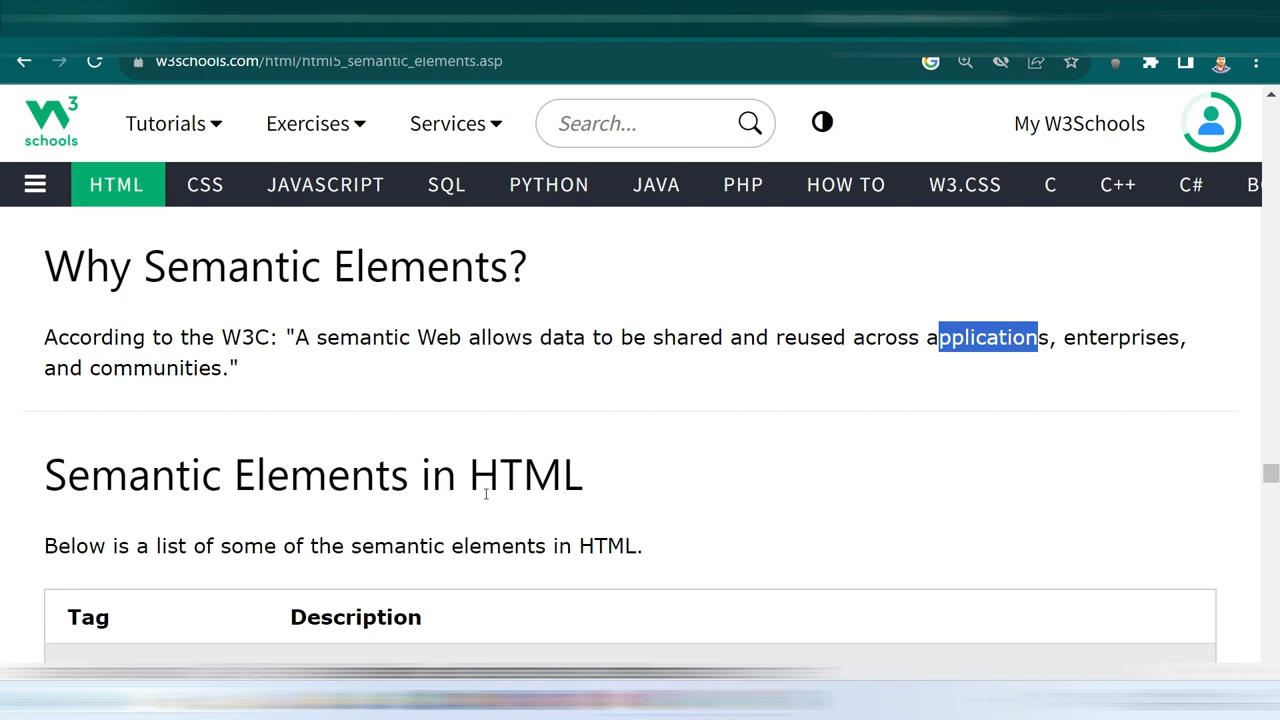 w3schools.com/html/html5_semantic_elements.asp
W3
schools
Tutorials
Exercises
Services
Search...
My W3Schools
HTML
CSS
JAVASCRIPT
SQL
PYTHON
JAVA
PHP
HOW TO
W3.CSS
C
C++
C#
Why Semantic Elements?
According to the W3C: "A semantic Web allows data to be shared and reused across applications, enterprises,
and communities."
Semantic Elements in HTML
Below is a list of some of the semantic elements in HTML.
Tag
Description